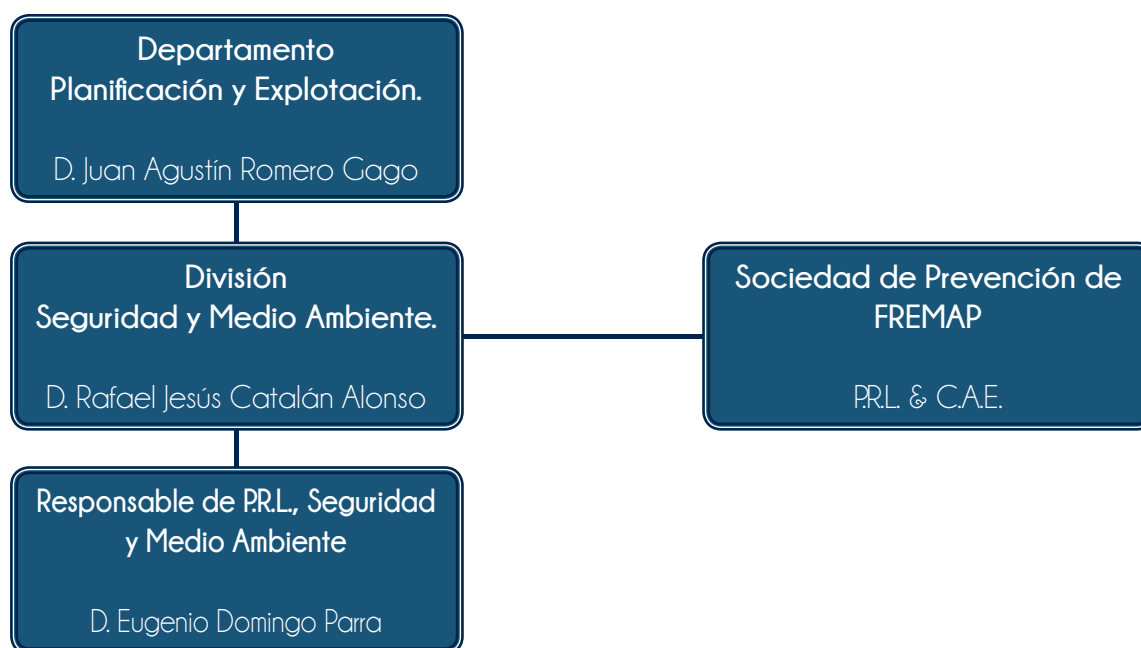 Departamento
Planificación y Explotación.
D. Juan Agustín Romero Gago
División
Seguridad y Medio Ambiente.
D. Rafael Jesús Catalán Alonso
Sociedad de Prevención de
FREMAP
P.R.L. & C.A.E.
Responsable de P.R.L., Seguridad
y Medio Ambiente
D. Eugenio Domingo Parra